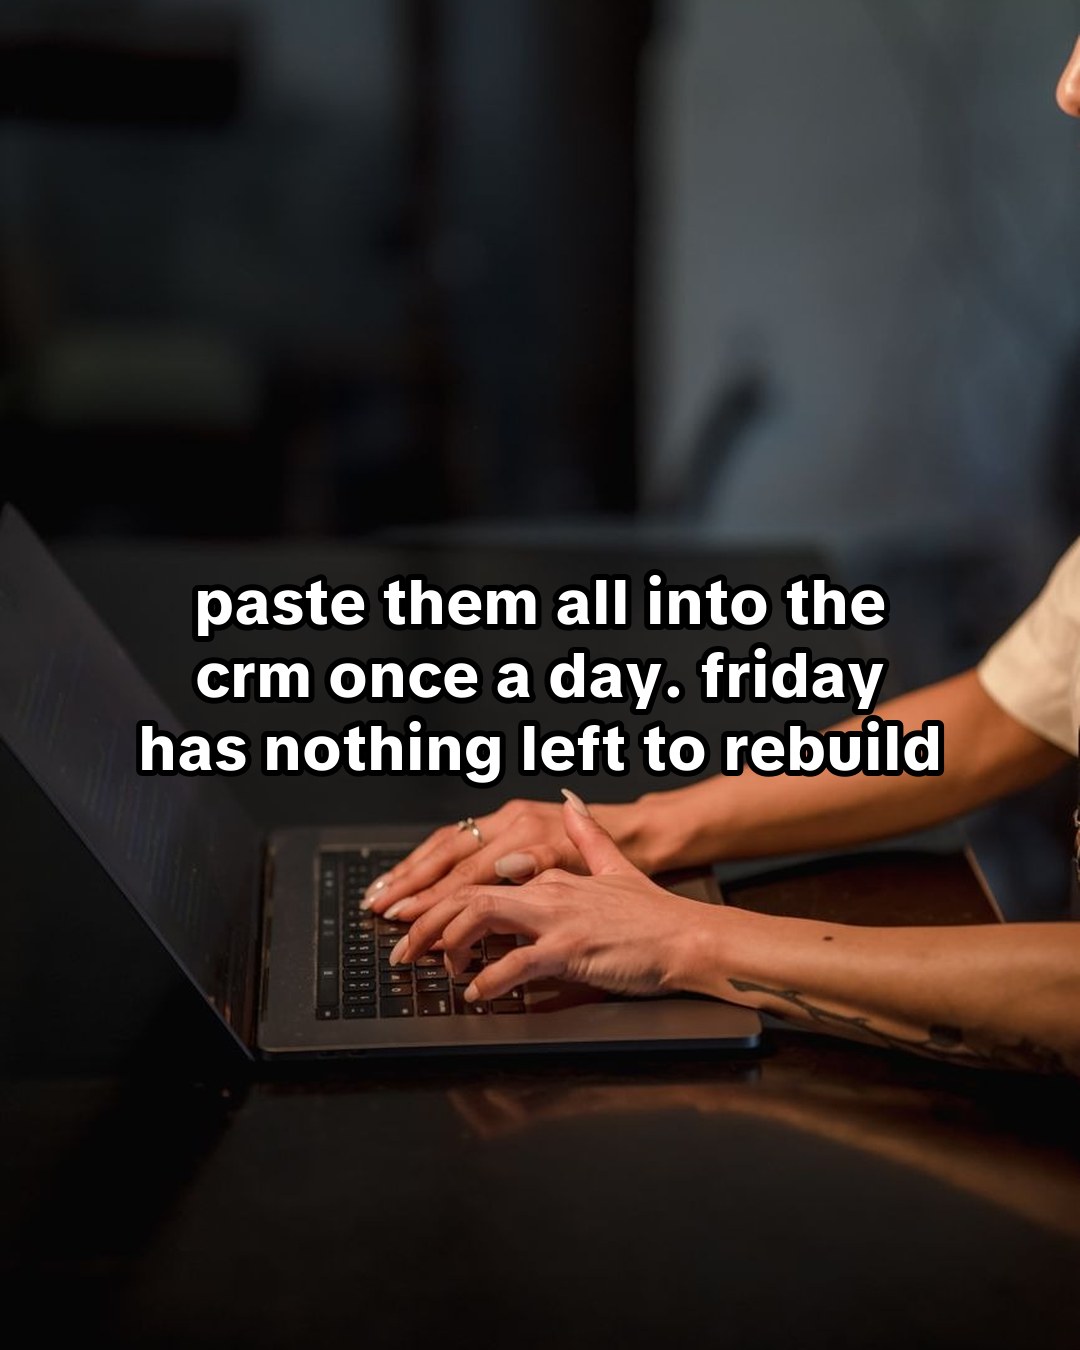 paste them all into the
crm once a day. friday
has nothing left to rebuild